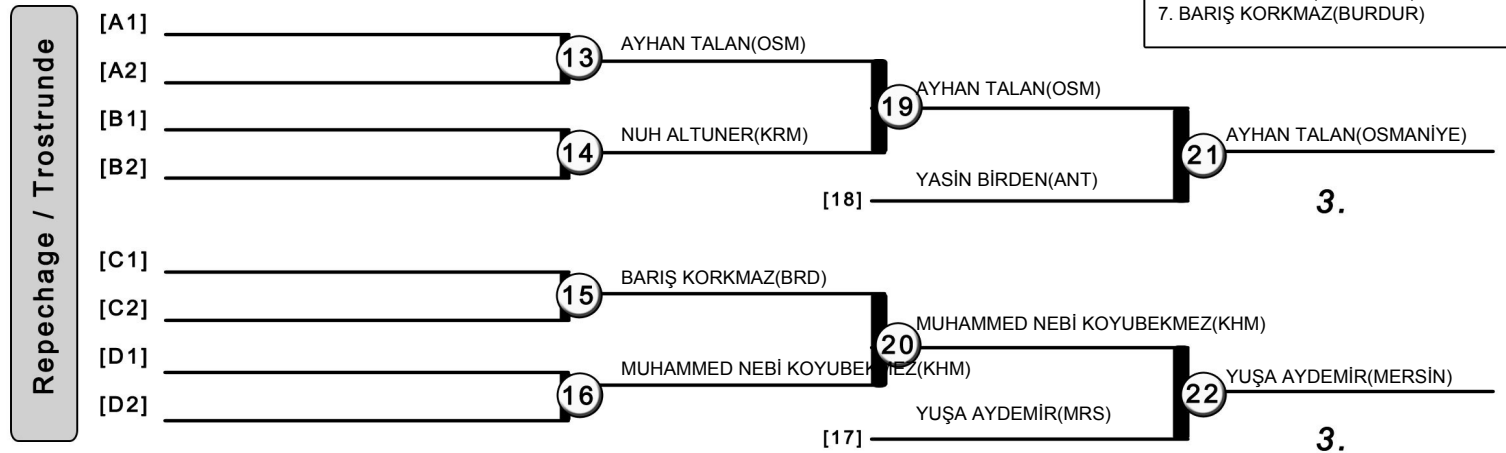 7. BARIŞ KORKMAZ(BURDUR)
Repechage / Trostrunde
[A1]
13
AYHAN TALAN(OSM)
[A2]
19
AYHAN TALAN(OSM)
[B1]
14
NUH ALTUNER(KRM)
[B2]
21
AYHAN TALAN(OSMANİYE)
[18]
YASİN BİRDEN(ANT)
3.
[C1]
15
BARIŞ KORKMAZ(BRD)
[C2]
20
MUHAMMED NEBİ KOYUBEKMEZ(KHM)
[D1]
16
MUHAMMED NEBİ KOYUBEKMEZ(KHM)
[D2]
22
YUŞA AYDEMİR(MERSİN)
[17]
YUŞA AYDEMİR(MRS)
3.